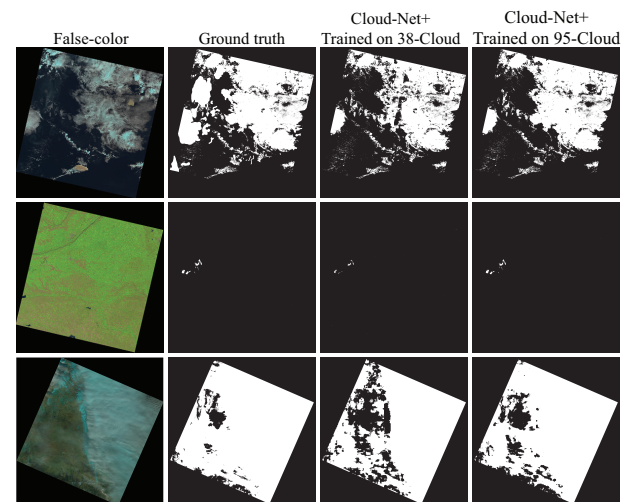 False-color
Ground truth
Cloud-Net+
Trained on 38-Cloud
Cloud-Net+
Trained on 95-Cloud